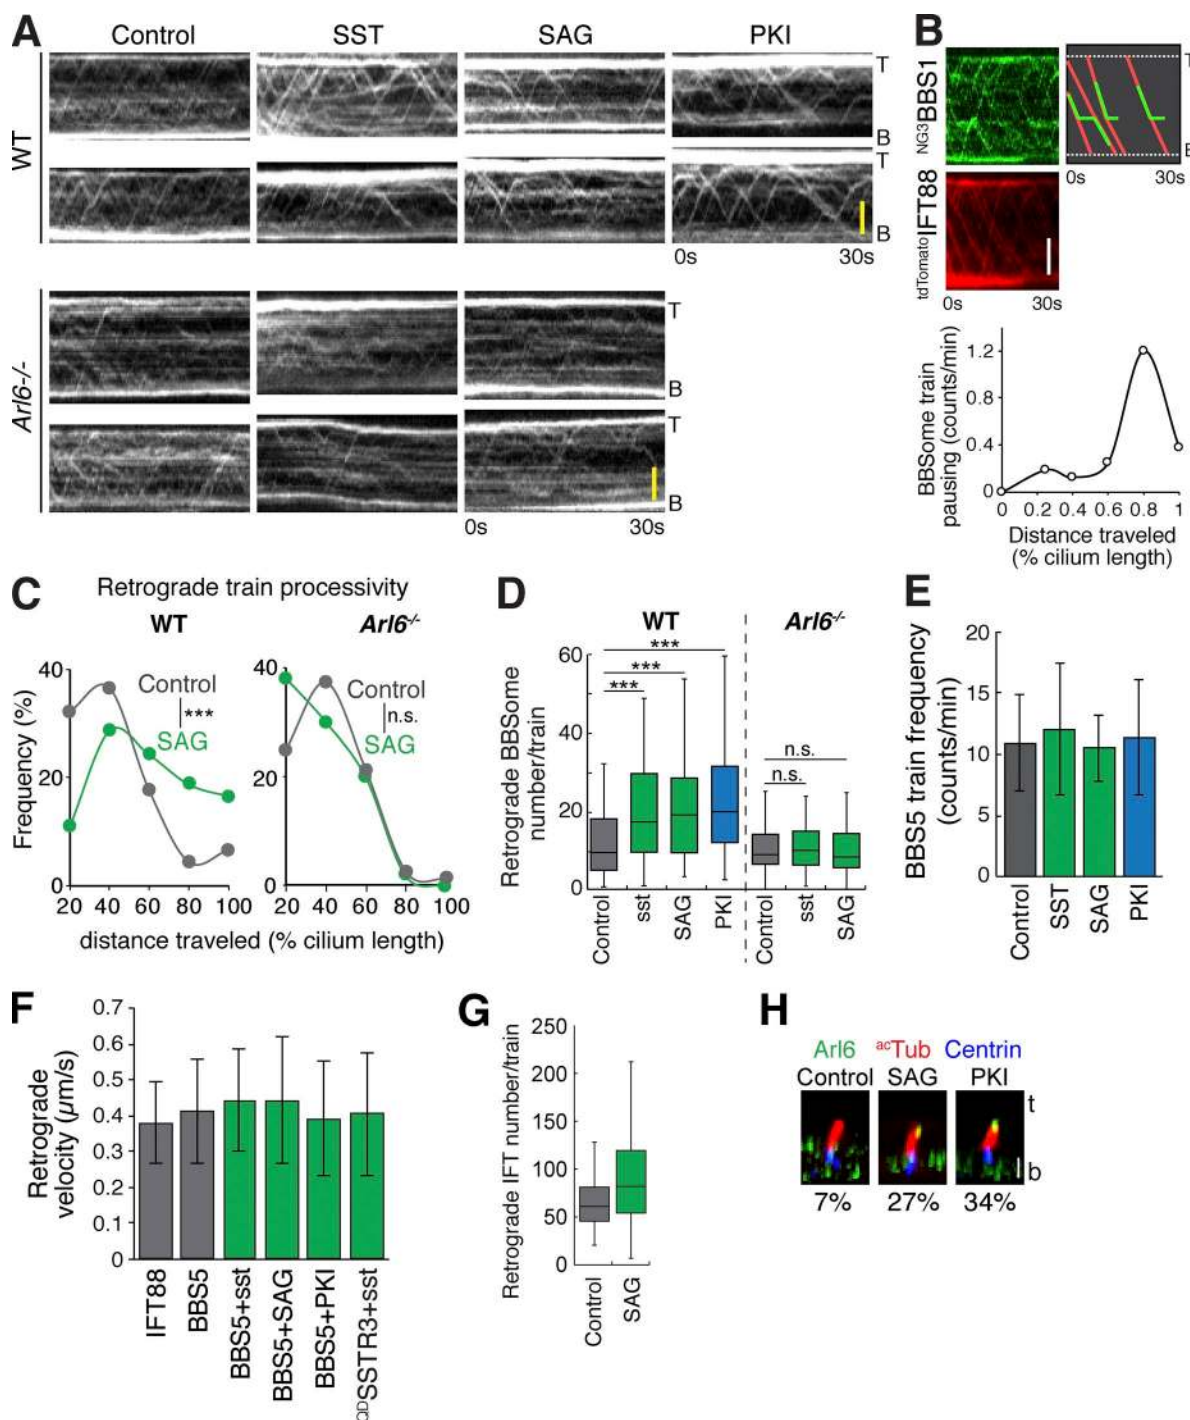 A
Control SST SAG PKI
WT
T
B
T
B
0s 30s
Arl6-/-
T
B
T
B
0s 30s
B
NG3BBS1
T
0s 30s
tdTomatoIFT88
0s 30s
BBSome train
pausing (counts/min)
1.2
0.4
0
0 0.2 0.4 0.6 0.8 1
Distance traveled
(% cilium length)
C
Retrograde train processivity
WT Arl6-/-
Frequency (%)
40
20
0
Control
***
SAG
20 40 60 80 100
40
20
0
Control
n.s.
SAG
20 40 60 80 100
distance traveled (% cilium length)
D
WT Arl6-/-
Retrograde BBSome
number/train
60
40
20
0
***
***
***
n.s.
n.s.
Control sst SAG PKI Control sst SAG
E
BBS5 train frequency
(counts/min)
20
15
10
5
0
Control SST SAG PKI
F
Retrograde
velocity (µm/s)
0.7
0.6
0.5
0.4
0.3
0.2
0.1
0
IFT88 BBS5 BBS5+sst BBS5+SAG BBS5+PKI QDSSTR3+sst
G
Retrograde IFT number/train
250
200
150
100
50
0
Control SAG
H
Arl6 acTub Centrin
Control SAG PKI
t
b
7% 27% 34%